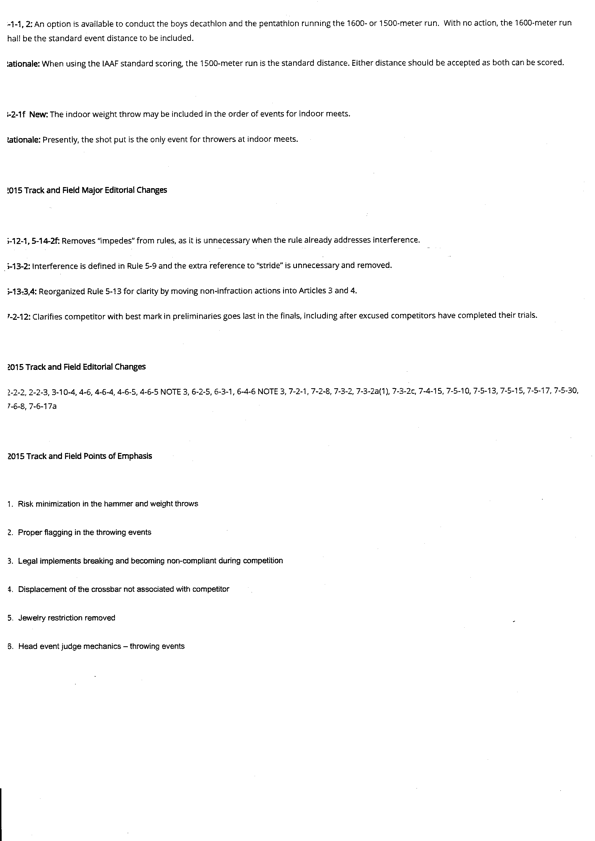 -1-1, 2: An option is available to conduct the boys decathlon and the pentathlon running the 1600- or 1500-meter run. With no action, the 1600-meter run
hall be the standard event distance to be included.
ationale: When using the IAAF standard scoring, the 1500-meter run is the standard distance. Either distance should be accepted as both can be scored.
-2-1f New: The indoor weight throw may be included in the order of events for indoor meets.
ationale: Presently, the shot put is the only event for throwers at indoor meets.
2015 Track and Field Major Editorial Changes
-12-1, 5-14-2f: Removes "impedes" from rules, as it is unnecessary when the rule already addresses interference.
-13-2: Interference is defined in Rule 5-9 and the extra reference to "stride" is unnecessary and removed.
-13-3,4: Reorganized Rule 5-13 for clarity by moving non-infraction actions into Articles 3 and 4.
-2-12: Clarifies competitor with best mark in preliminaries goes last in the finals, including after excused competitors have completed their trials.
2015 Track and Field Editorial Changes
2-2-2, 2-2-3, 3-10-4, 4-6, 4-6-4, 4-6-5, 4-6-5 NOTE 3, 6-2-5, 6-3-1, 6-4-6 NOTE 3, 7-2-1, 7-2-8, 7-3-2, 7-3-2a(1), 7-3-2c, 7-4-15, 7-5-10, 7-5-13, 7-5-15, 7-5-17, 7-5-30,
7-6-8, 7-6-17a
2015 Track and Field Points of Emphasis
1. Risk minimization in the hammer and weight throws
2. Proper flagging in the throwing events
3. Legal implements breaking and becoming non-compliant during competition
4. Displacement of the crossbar not associated with competitor
5. Jewelry restriction removed
6. Head event judge mechanics – throwing events